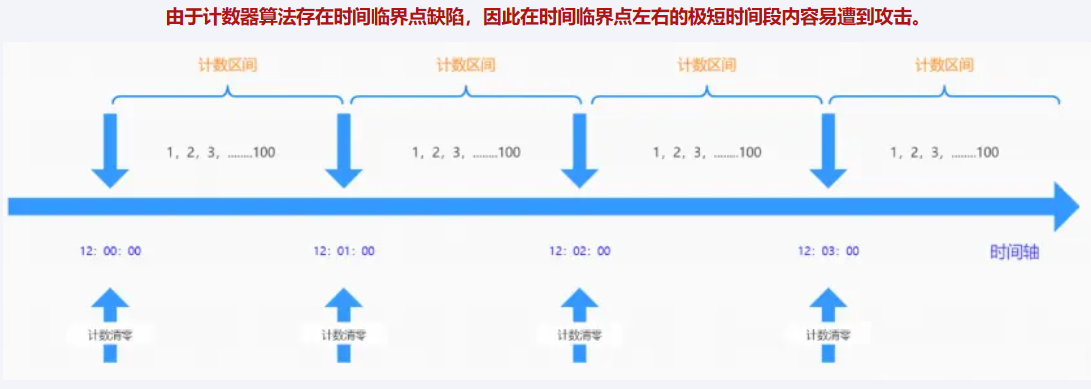 由于计数器算法存在时间临界点缺陷，因此在时间临界点左右的极短时间段内容易遭到攻击。
计数区间 计数区间 计数区间 计数区间
1，2，3，........100 1，2，3，........100 1，2，3，........100 1，2，3，........100
12：00：00 12：01：00 12：02：00 12：03：00 时间轴
计数清零 计数清零 计数清零 计数清零